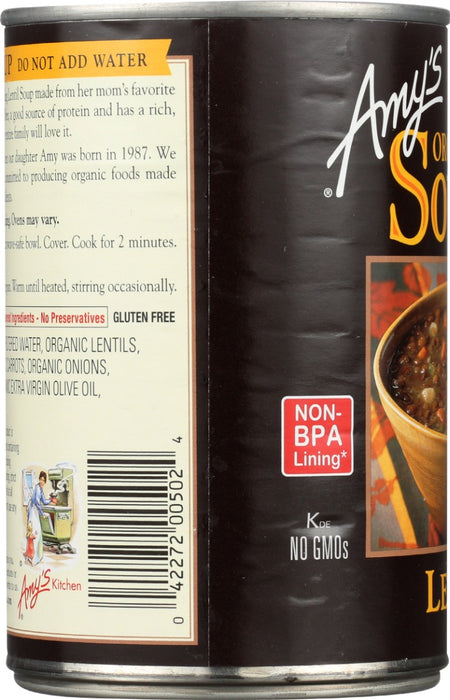 DO NOT ADD WATER
Lentil Soup made from her mom's favorite
a good source of protein and has a rich,
family will love it.
our daughter Amy was born in 1987. We
to producing organic foods made
Ovens may vary.
bowl. Cover. Cook for 2 minutes.
Warm until heated, stirring occasionally.
Ingredients - No Preservatives GLUTEN FREE
WATER, ORGANIC LENTILS,
ORGANIC ONIONS,
EXTRA VIRGIN OLIVE OIL,
Amy's Kitchen
0 42272 00502 4
Amy's
®
OR
SO
NON-
BPA
Lining*
K DE
NO GMOs
LE